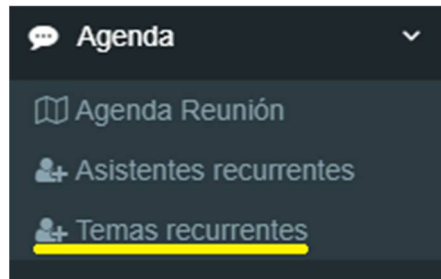 Agenda
Agenda Reunión
Asistentes recurrentes
Temas recurrentes